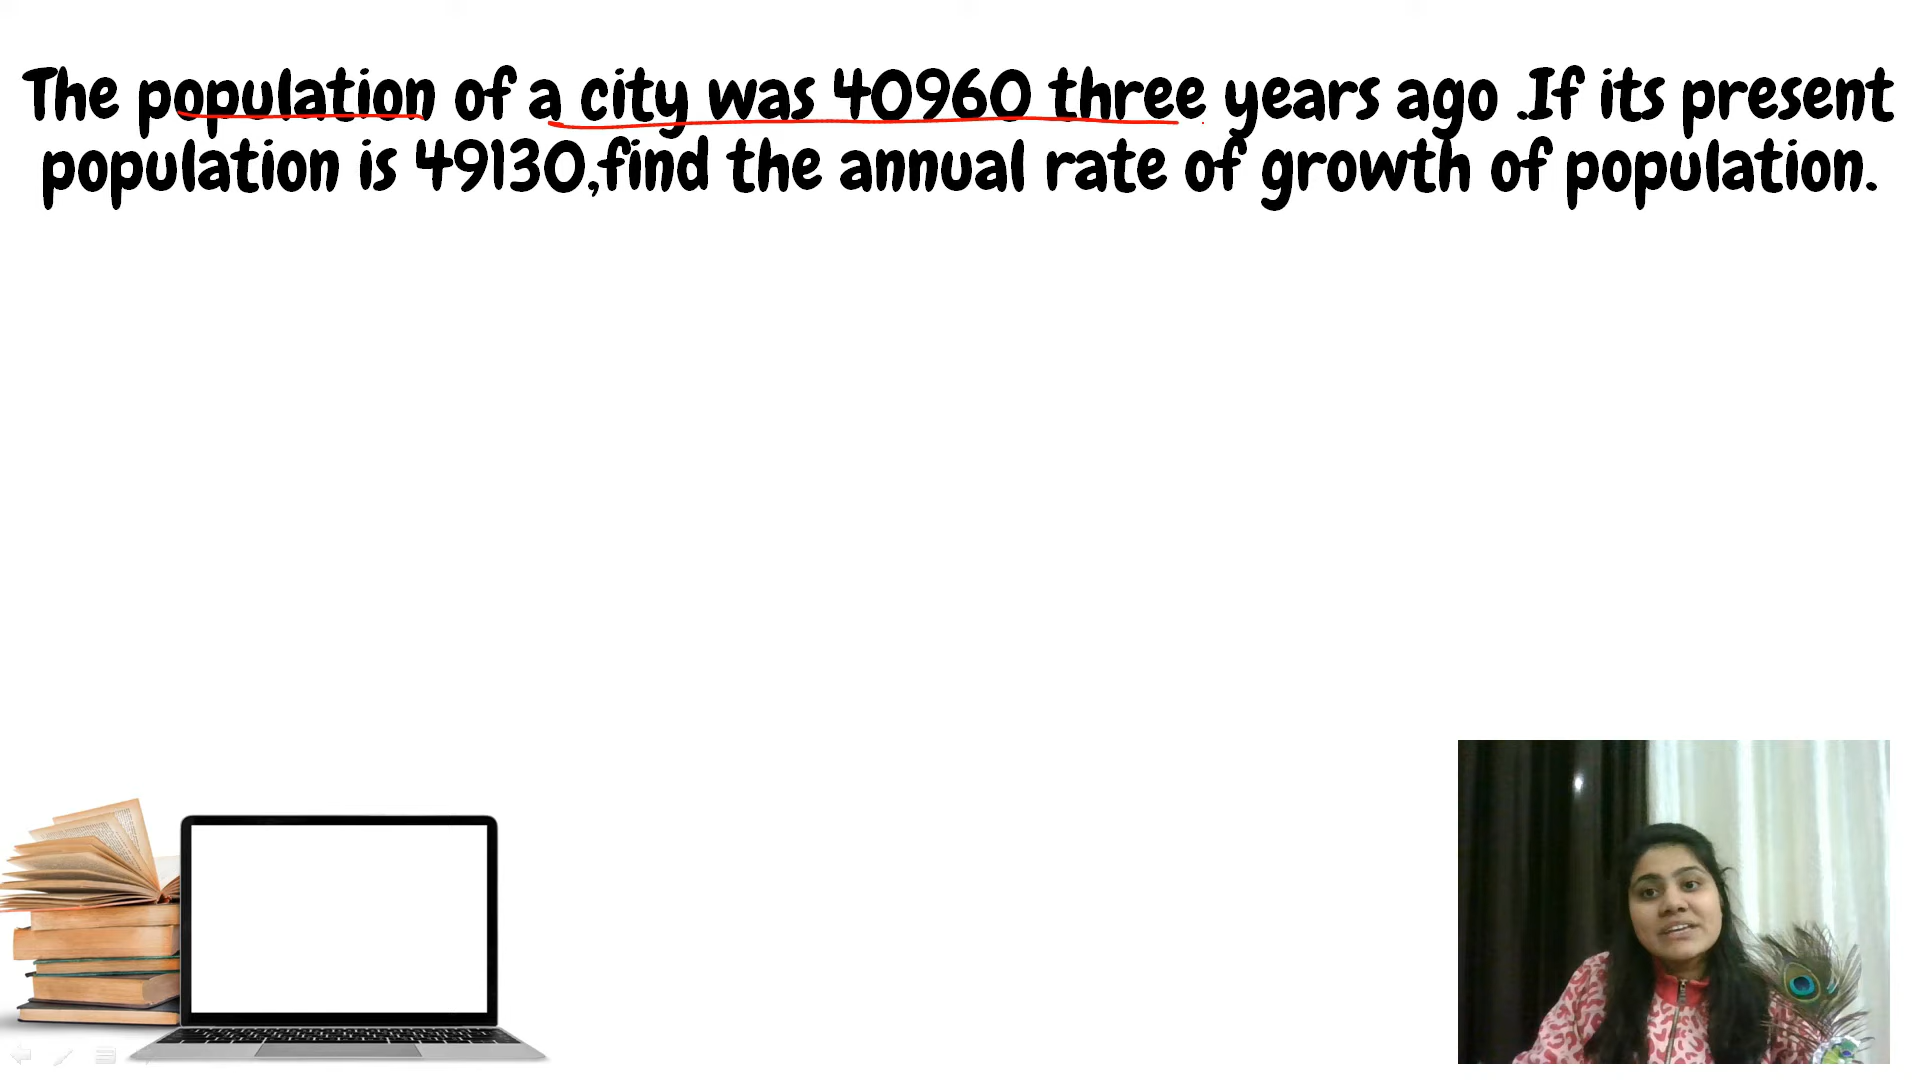 The population of a city was 40960 three years ago .If its present
population is 49130,find the annual rate of growth of population.